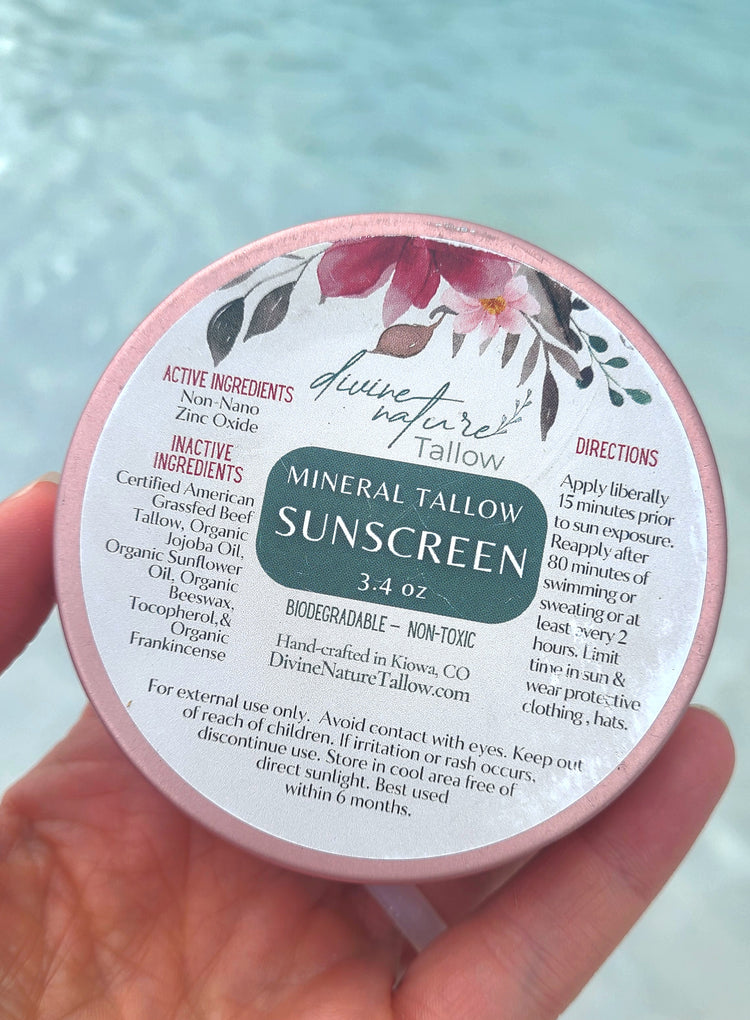 divine
nature
Tallow
ACTIVE INGREDIENTS
Non-Nano
Zinc Oxide
INACTIVE
INGREDIENTS
Certified American
Grassfed Beef
Tallow, Organic
Jojoba Oil,
Organic Sunflower
Oil, Organic
Beeswax,
Tocopherol,&
Organic
Frankincense
MINERAL TALLOW
SUNSCREEN
3.4 oz
BIODEGRADABLE – NON-TOXIC
Hand-crafted in Kiowa, CO
DivineNatureTallow.com
DIRECTIONS
Apply liberally
15 minutes prior
to sun exposure.
Reapply after
80 minutes of
swimming or
sweating or at
least every 2
hours. Limit
time in sun &
wear protective
clothing, hats.
For external use only. Avoid contact with eyes. Keep out
of reach of children. If irritation or rash occurs,
discontinue use. Store in cool area free of
direct sunlight. Best used
within 6 months.